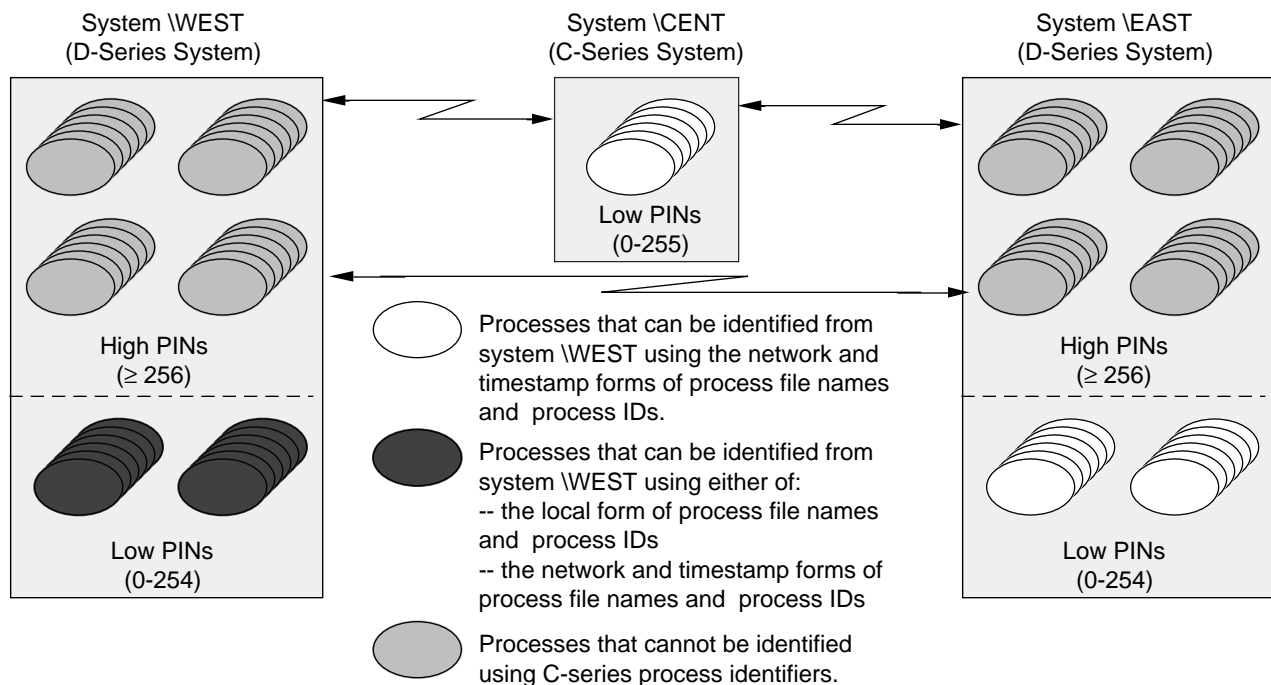 System \WEST
(D-Series System)
System \CENT
(C-Series System)
System \EAST
(D-Series System)
High PINs
(≥ 256)
Low PINs
(0-254)
Low PINs
(0-255)
High PINs
(≥ 256)
Low PINs
(0-254)
Processes that can be identified from
system \WEST using the network and
timestamp forms of process file names
and process IDs.
Processes that can be identified from
system \WEST using either of:
-- the local form of process file names
and process IDs
-- the network and timestamp forms of
process file names and process IDs
Processes that cannot be identified
using C-series process identifiers.